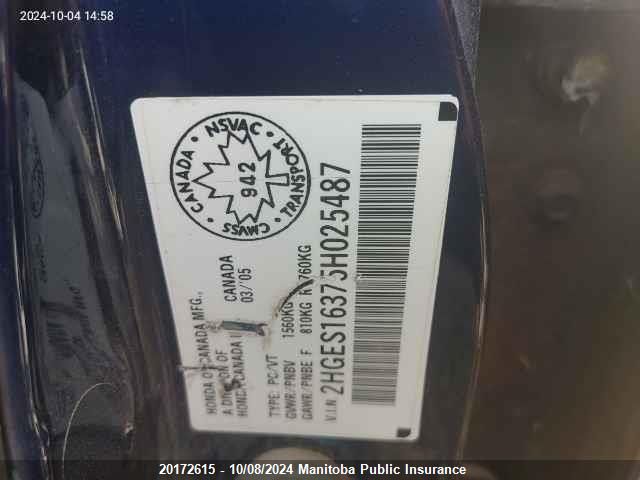 2024-10-04 14:58
CANADA • NSVAC • TRANSPORT • CMVSS •
942
HONDA OF CANADA MFG.,
A DIVISION OF
HONDA CANADA
CANADA
03/'05
TYPE: PC/VT
GVWR/PNBV 1560KG
GAWR/PNBE F 810KG R 760KG
V.I.N. 2HGES16375H025487
20172615 - 10/08/2024 Manitoba Public Insurance